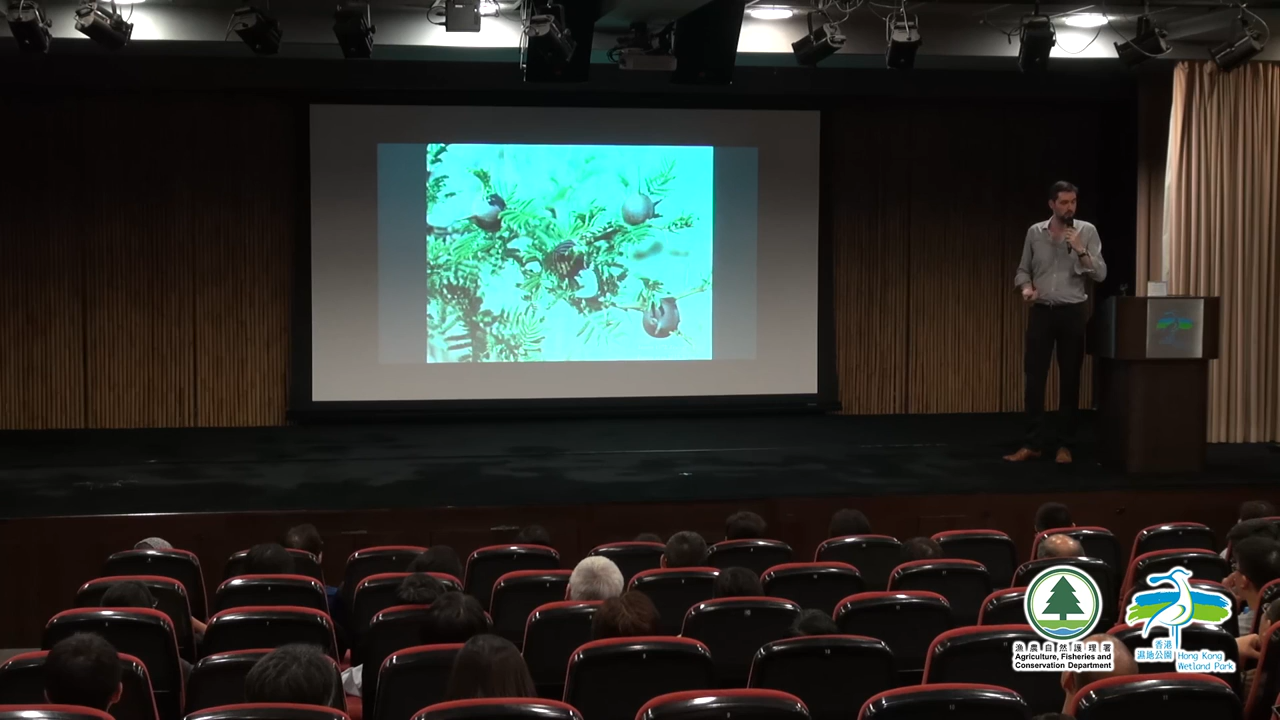 漁農自然護理署
Agriculture, Fisheries and
Conservation Department
香港
濕地公園
Hong Kong
Wetland Park